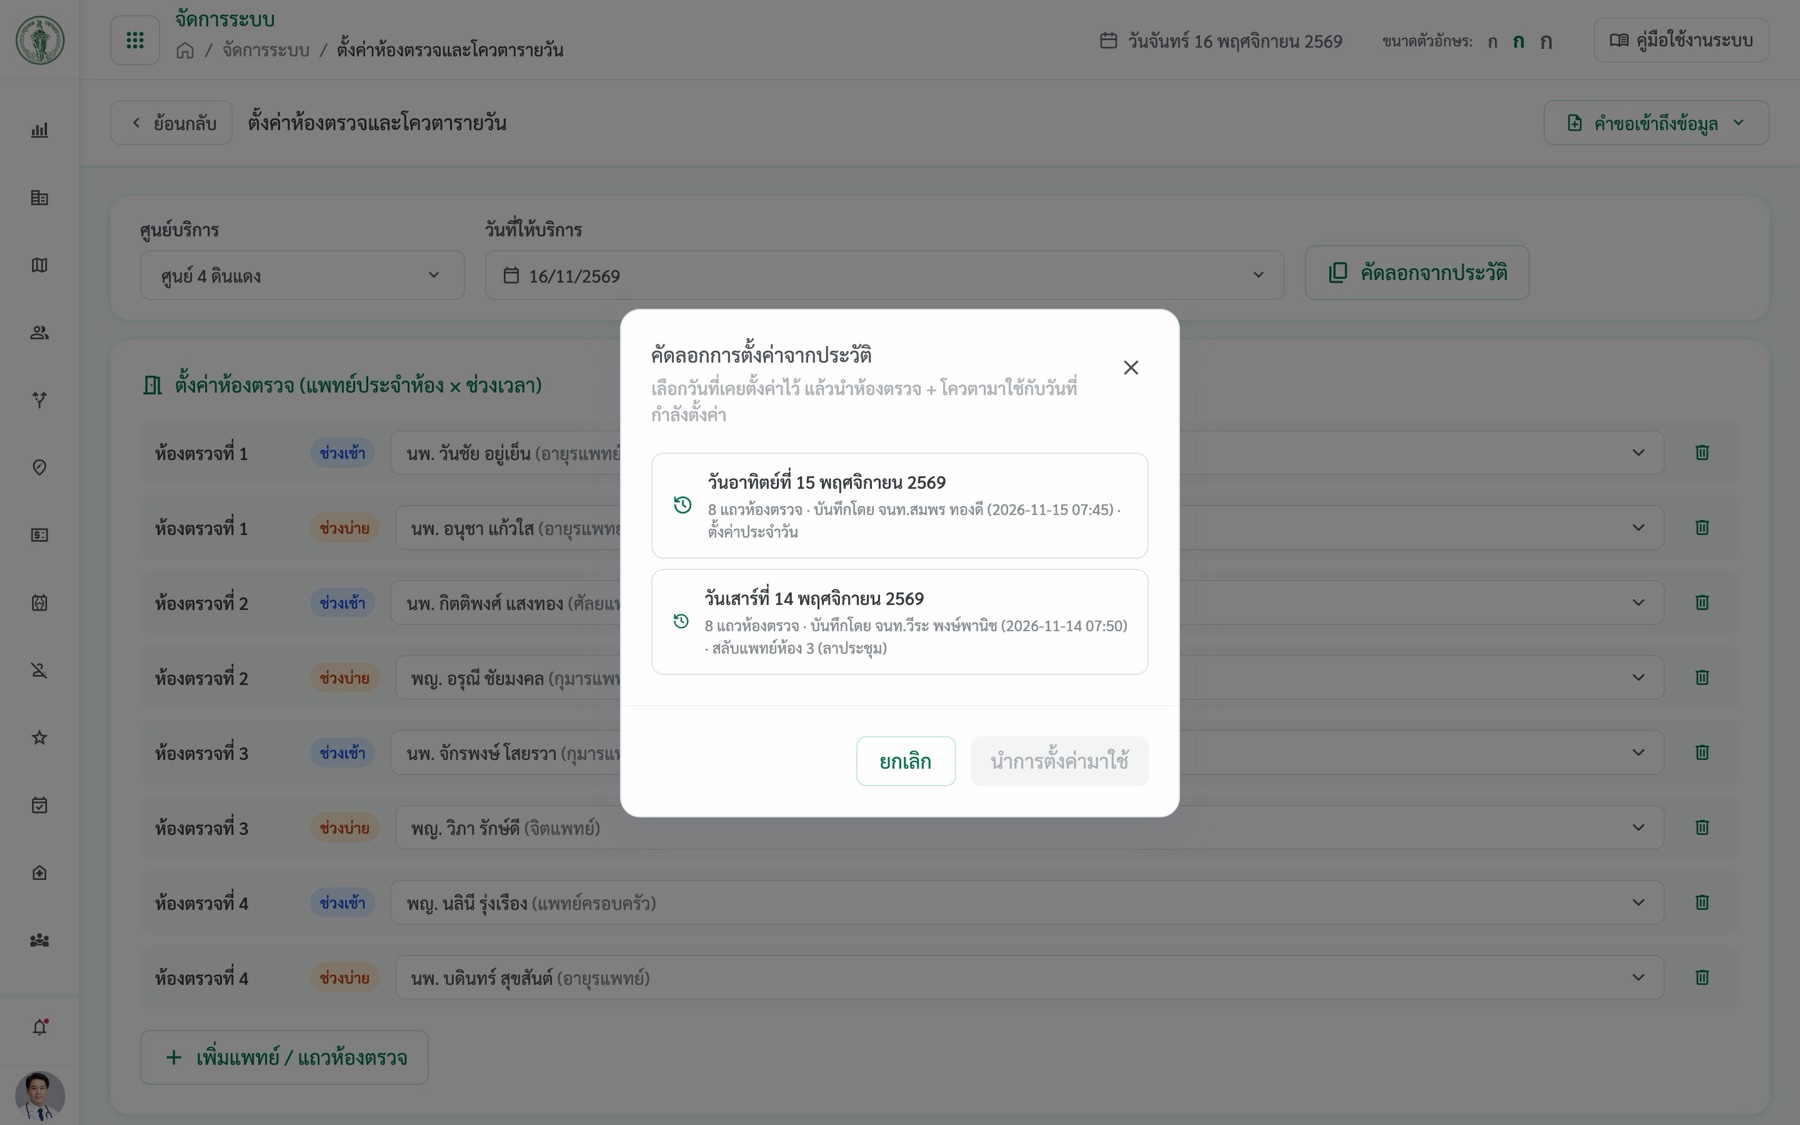 จัดการระบบ
/ จัดการระบบ / ตั้งค่าห้องตรวจและโควตารายวัน
วันจันทร์ 16 พฤศจิกายน 2569
ขนาดตัวอักษร: ก ก ก
คู่มือใช้งานระบบ
ย้อนกลับ
ตั้งค่าห้องตรวจและโควตารายวัน
คำขอเข้าถึงข้อมูล
ศูนย์บริการ
วันที่ให้บริการ
ศูนย์ 4 ดินแดง
16/11/2569
คัดลอกจากประวัติ
ตั้งค่าห้องตรวจ (แพทย์ประจำห้อง × ช่วงเวลา)
ห้องตรวจที่ 1 ช่วงเช้า นพ. วันชัย อยู่เย็น (อายุรแพทย์
ห้องตรวจที่ 1 ช่วงบ่าย นพ. อนุชา แก้วใส (อายุรแพท
ห้องตรวจที่ 2 ช่วงเช้า นพ. กิตติพงศ์ แสงทอง (ศัลยแพ
ห้องตรวจที่ 2 ช่วงบ่าย พญ. อรุณี ชัยมงคล (กุมารแพท
ห้องตรวจที่ 3 ช่วงเช้า นพ. จักรพงษ์ โสยรวา (กุมารแพ
ห้องตรวจที่ 3 ช่วงบ่าย พญ. วิภา รักษ์ดี (จิตแพทย์)
ห้องตรวจที่ 4 ช่วงเช้า พญ. นลินี รุ่งเรือง (แพทย์ครอบครัว)
ห้องตรวจที่ 4 ช่วงบ่าย นพ. บดินทร์ สุขสันต์ (อายุรแพทย์)
เพิ่มแพทย์ / แถวห้องตรวจ
คัดลอกการตั้งค่าจากประวัติ
เลือกวันที่เคยตั้งค่าไว้ แล้วนำห้องตรวจ + โควตามาใช้กับวันที่
กำลังตั้งค่า
วันอาทิตย์ที่ 15 พฤศจิกายน 2569
8 แถวห้องตรวจ · บันทึกโดย จนท.สมพร ทองดี (2026-11-15 07:45) ·
ตั้งค่าประจำวัน
วันเสาร์ที่ 14 พฤศจิกายน 2569
8 แถวห้องตรวจ · บันทึกโดย จนท.วีระ พงษ์พานิช (2026-11-14 07:50)
· สลับแพทย์ห้อง 3 (ลาประชุม)
ยกเลิก
นำการตั้งค่ามาใช้